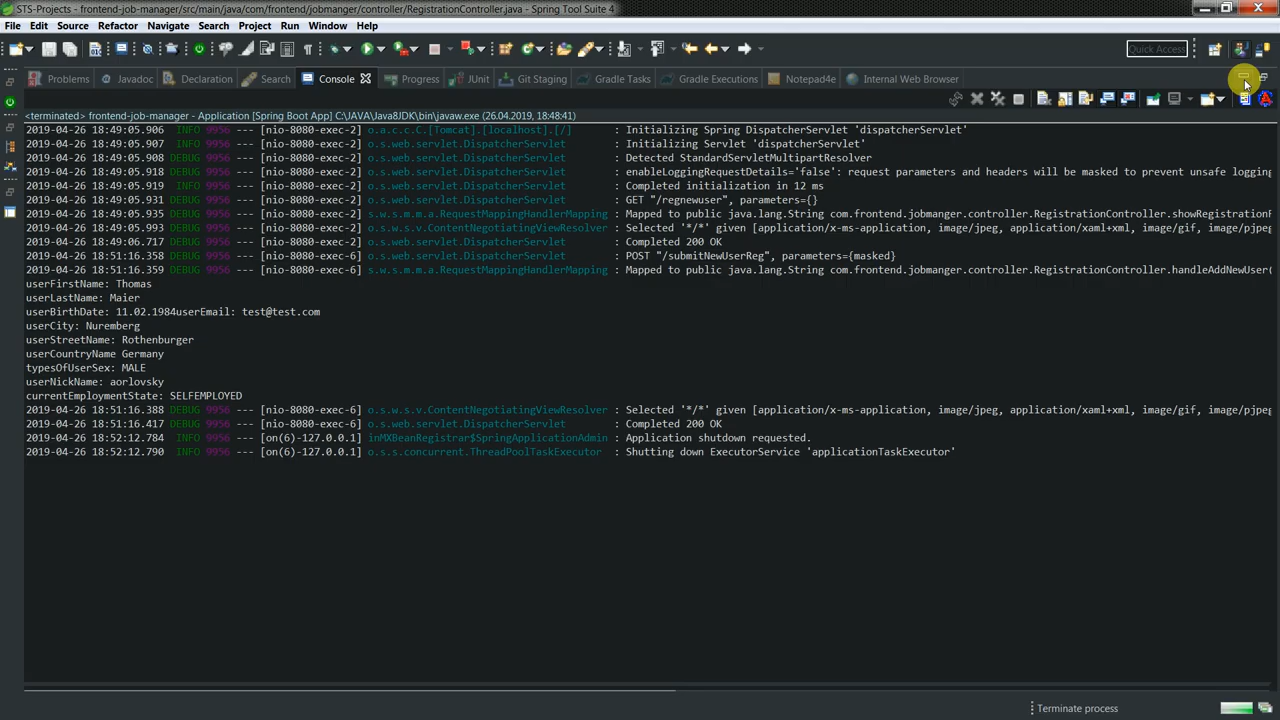 STS-Projects - frontend-job-manager/src/main/java/com/frontend/jobmanger/controller/RegistrationController.java - Spring Tool Suite 4
File Edit Source Refactor Navigate Search Project Run Window Help
Quick Access
Problems Javadoc Declaration Search Console Progress JUnit Git Staging Gradle Tasks Gradle Executions Notepad4e Internal Web Browser
<terminated> frontend-job-manager - Application [Spring Boot App] C:\JAVA\Java8JDK\bin\javaw.exe (26.04.2019, 18:48:41)
2019-04-26 18:49:05.906 INFO 9956 --- [nio-8080-exec-2] o.a.c.c.C.[Tomcat].[localhost].[/] : Initializing Spring DispatcherServlet 'dispatcherServlet'
2019-04-26 18:49:05.907 INFO 9956 --- [nio-8080-exec-2] o.s.web.servlet.DispatcherServlet : Initializing Servlet 'dispatcherServlet'
2019-04-26 18:49:05.908 DEBUG 9956 --- [nio-8080-exec-2] o.s.web.servlet.DispatcherServlet : Detected StandardServletMultipartResolver
2019-04-26 18:49:05.918 DEBUG 9956 --- [nio-8080-exec-2] o.s.web.servlet.DispatcherServlet : enableLoggingRequestDetails='false': request parameters and headers will be masked to prevent unsafe logging
2019-04-26 18:49:05.919 INFO 9956 --- [nio-8080-exec-2] o.s.web.servlet.DispatcherServlet : Completed initialization in 12 ms
2019-04-26 18:49:05.931 DEBUG 9956 --- [nio-8080-exec-2] o.s.web.servlet.DispatcherServlet : GET "/regnewuser", parameters={}
2019-04-26 18:49:05.935 DEBUG 9956 --- [nio-8080-exec-2] s.w.s.m.m.a.RequestMappingHandlerMapping : Mapped to public java.lang.String com.frontend.jobmanger.controller.RegistrationController.showRegistrationF
2019-04-26 18:49:05.993 DEBUG 9956 --- [nio-8080-exec-2] o.s.w.s.v.ContentNegotiatingViewResolver : Selected '*/*' given [application/x-ms-application, image/jpeg, application/xaml+xml, image/gif, image/pjpeg
2019-04-26 18:49:06.717 DEBUG 9956 --- [nio-8080-exec-2] o.s.web.servlet.DispatcherServlet : Completed 200 OK
2019-04-26 18:51:16.358 DEBUG 9956 --- [nio-8080-exec-6] o.s.web.servlet.DispatcherServlet : POST "/submitNewUserReg", parameters={masked}
2019-04-26 18:51:16.359 DEBUG 9956 --- [nio-8080-exec-6] s.w.s.m.m.a.RequestMappingHandlerMapping : Mapped to public java.lang.String com.frontend.jobmanger.controller.RegistrationController.handleAddNewUser(
userFirstName: Thomas
userLastName: Maier
userBirthDate: 11.02.1984userEmail: test@test.com
userCity: Nuremberg
userStreetName: Rothenburger
userCountryName Germany
typesOfUserSex: MALE
userNickName: aorlovsky
currentEmploymentState: SELFEMPLOYED
2019-04-26 18:51:16.388 DEBUG 9956 --- [nio-8080-exec-6] o.s.w.s.v.ContentNegotiatingViewResolver : Selected '*/*' given [application/x-ms-application, image/jpeg, application/xaml+xml, image/gif, image/pjpeg
2019-04-26 18:51:16.417 DEBUG 9956 --- [nio-8080-exec-6] o.s.web.servlet.DispatcherServlet : Completed 200 OK
2019-04-26 18:52:12.784 INFO 9956 --- [on(6)-127.0.0.1] inMXBeanRegistrar$SpringApplicationAdmin : Application shutdown requested.
2019-04-26 18:52:12.790 INFO 9956 --- [on(6)-127.0.0.1] o.s.s.concurrent.ThreadPoolTaskExecutor : Shutting down ExecutorService 'applicationTaskExecutor'
Terminate process